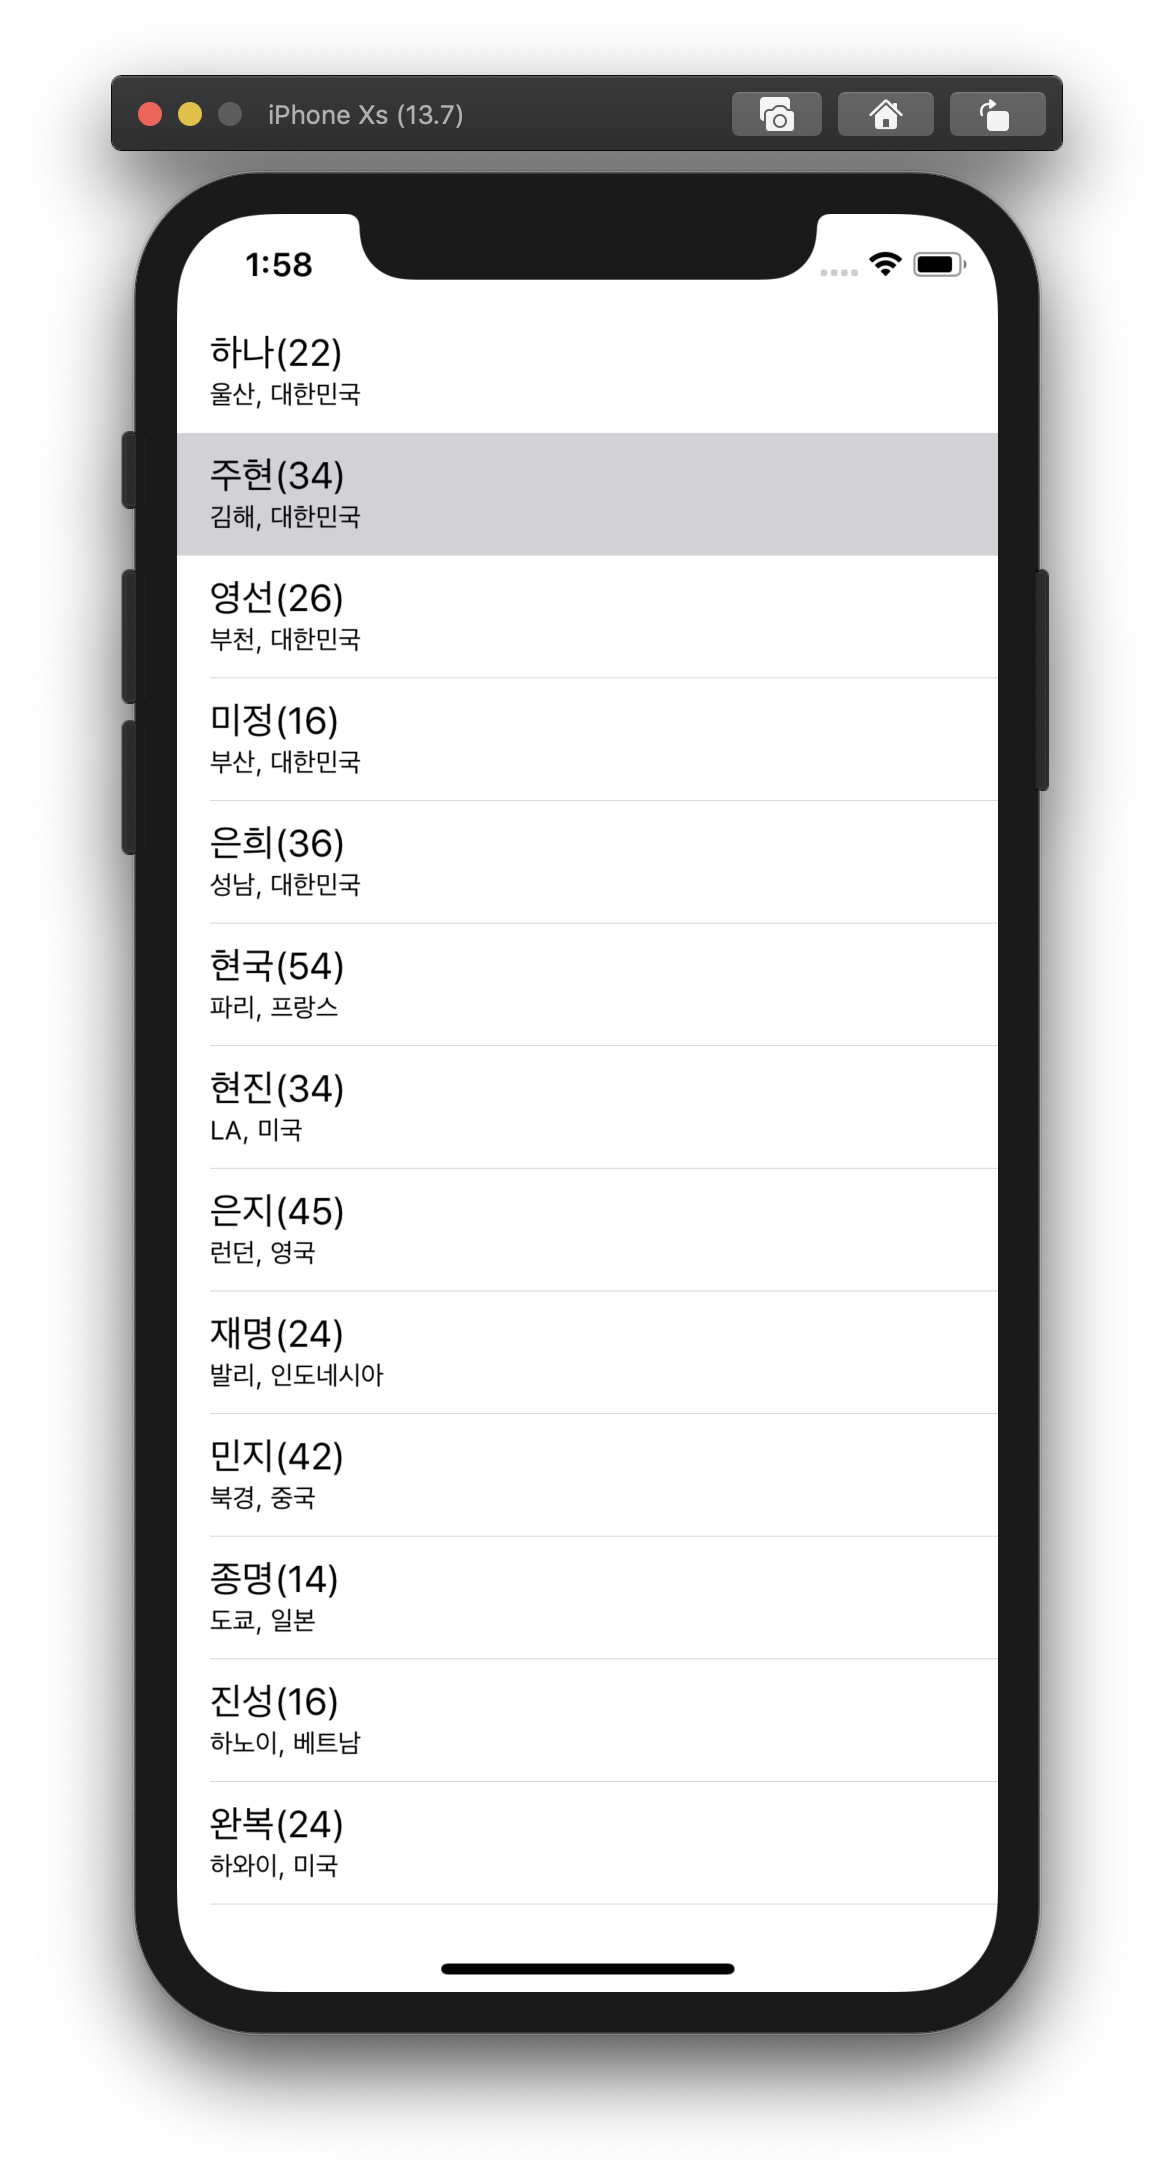 iPhone Xs (13.7)
1:58
하나(22)
울산, 대한민국
주현(34)
김해, 대한민국
영선(26)
부천, 대한민국
미정(16)
부산, 대한민국
은희(36)
성남, 대한민국
현국(54)
파리, 프랑스
현진(34)
LA, 미국
은지(45)
런던, 영국
재명(24)
발리, 인도네시아
민지(42)
북경, 중국
종명(14)
도쿄, 일본
진성(16)
하노이, 베트남
완복(24)
하와이, 미국